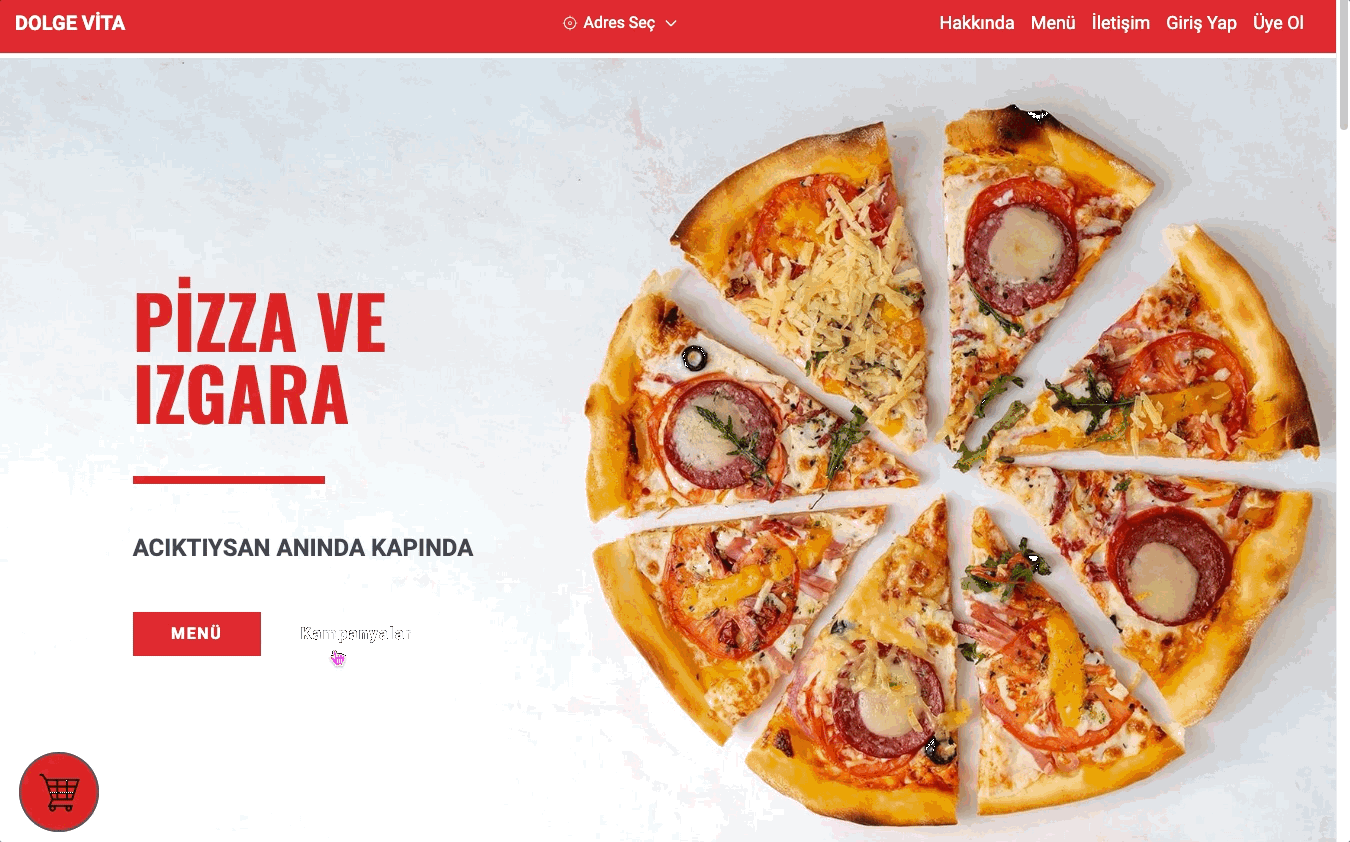 DOLGE VİTA
Adres Seç
Hakkında Menü İletişim Giriş Yap Üye Ol
PİZZA VE
IZGARA
ACIKTIYSAN ANINDA KAPINDA
MENÜ
Kampanyalar